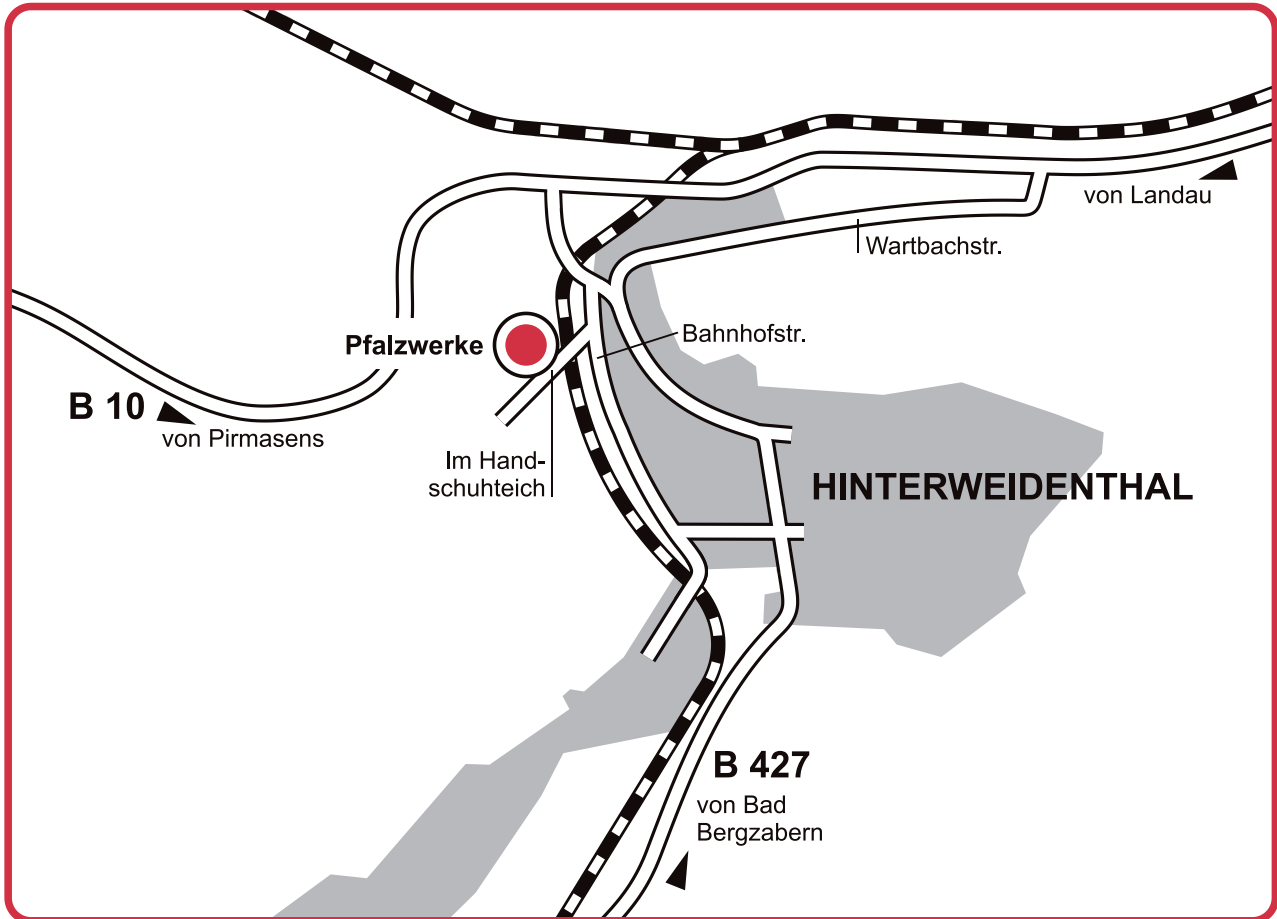 von Landau
Wartbachstr.
Bahnhofstr.
Pfalzwerke
B 10
von Pirmasens
Im Hand-
schuhteich
HINTERWEIDENTHAL
B 427
von Bad
Bergzabern